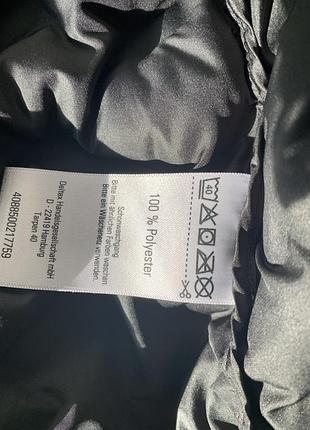 40
100 % Polyester
Schonwaschgang
Bitte mit ähnlichen Farben waschen
Bitte ein Wäschenetz verwenden.
Deltex Handelsgesellschaft mbH
D - 22419 Hamburg
Tarpen 40
4088500217759